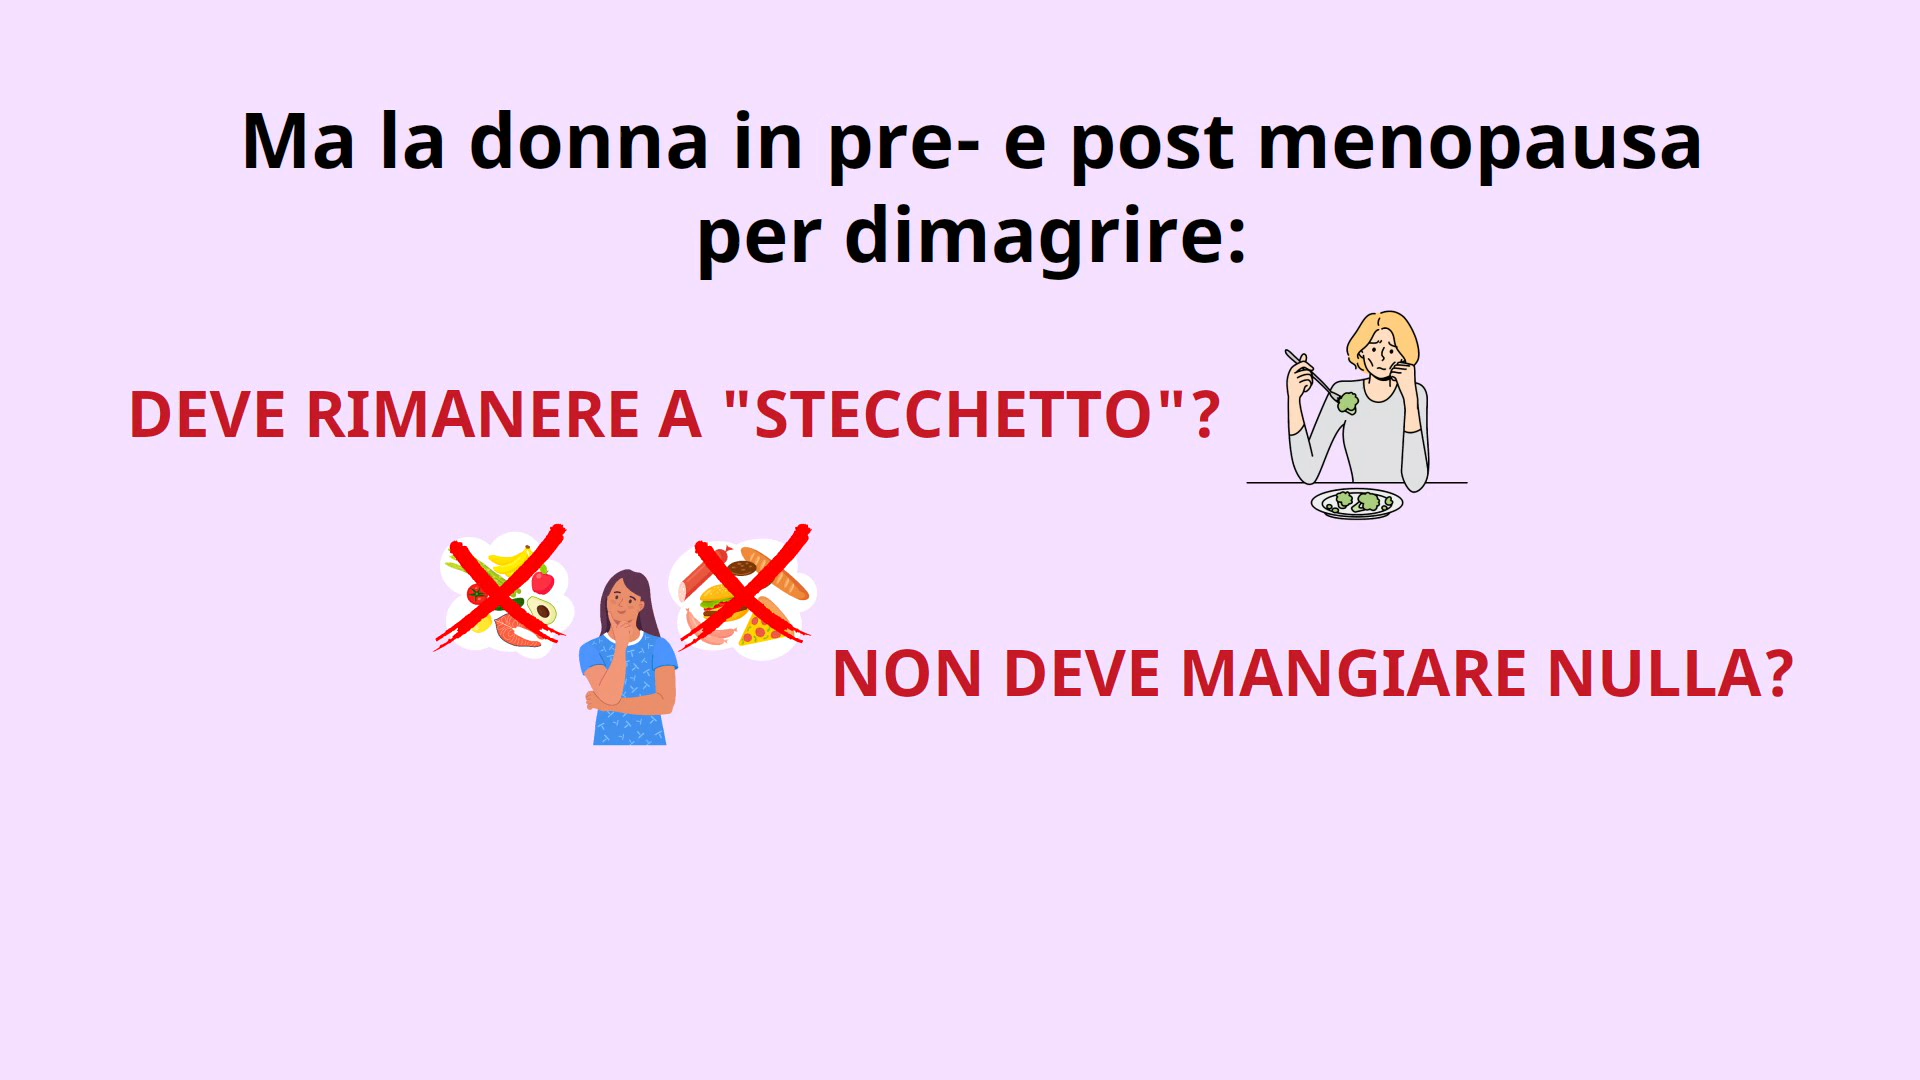 Ma la donna in pre- e post menopausa
per dimagrire:
DEVE RIMANERE A "STECCHETTO"?
NON DEVE MANGIARE NULLA?